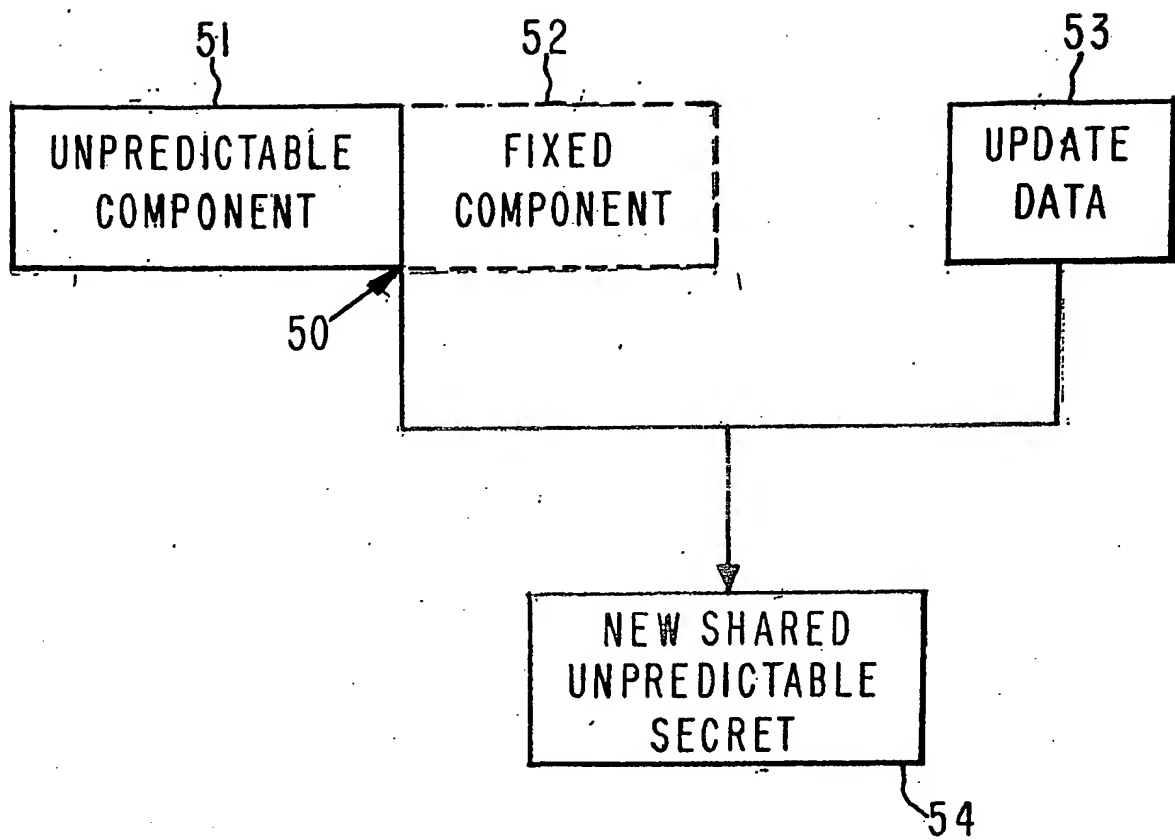 51
52
53
UNPREDICTABLE
COMPONENT
FIXED
COMPONENT
UPDATE
DATA
50
NEW SHARED
UNPREDICTABLE
SECRET
54